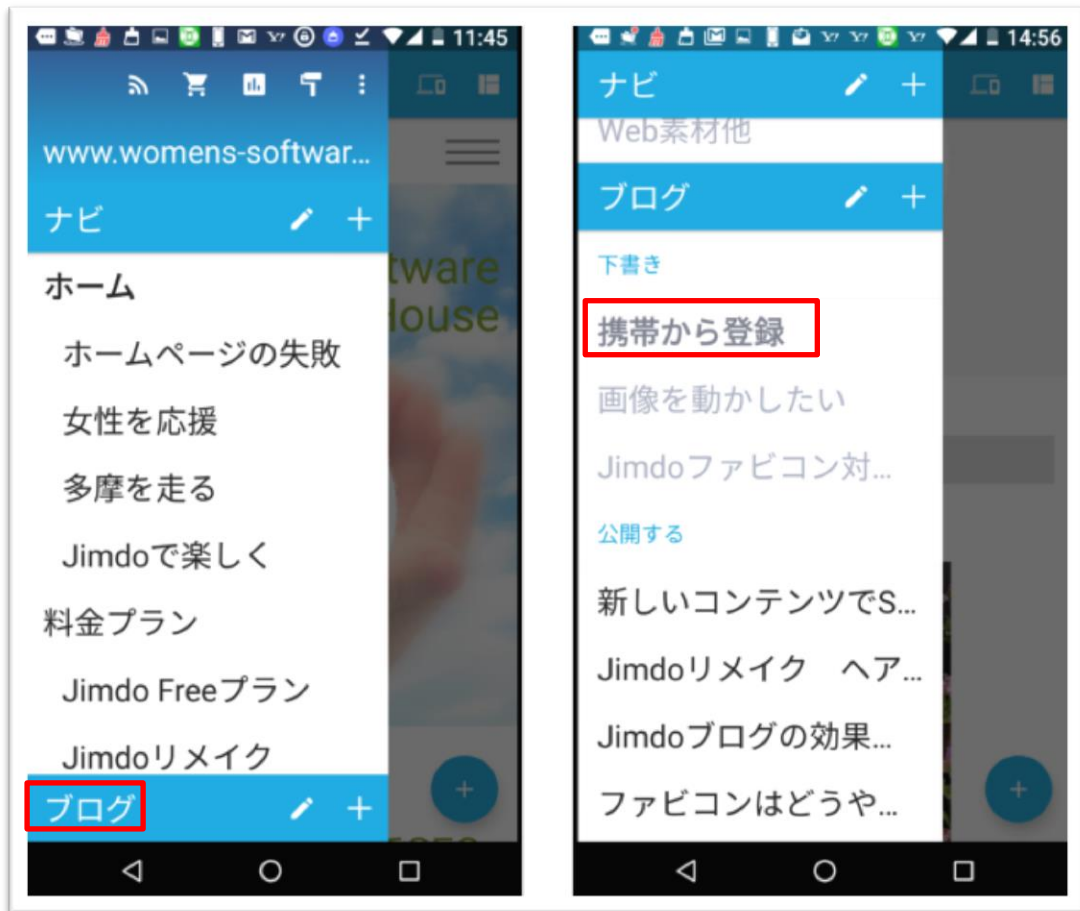 11:45
www.womens-softwar...
ナビ
ホーム
ホームページの失敗
女性を応援
多摩を走る
Jimdoで楽しく
料金プラン
Jimdo Freeプラン
Jimdoリメイク
ブログ
tware
House
14:56
ナビ
Web素材他
ブログ
下書き
携帯から登録
画像を動かしたい
Jimdoファビコン対...
公開する
新しいコンテンツでS...
Jimdoリメイク　ヘア...
Jimdoブログの効果...
ファビコンはどうや...